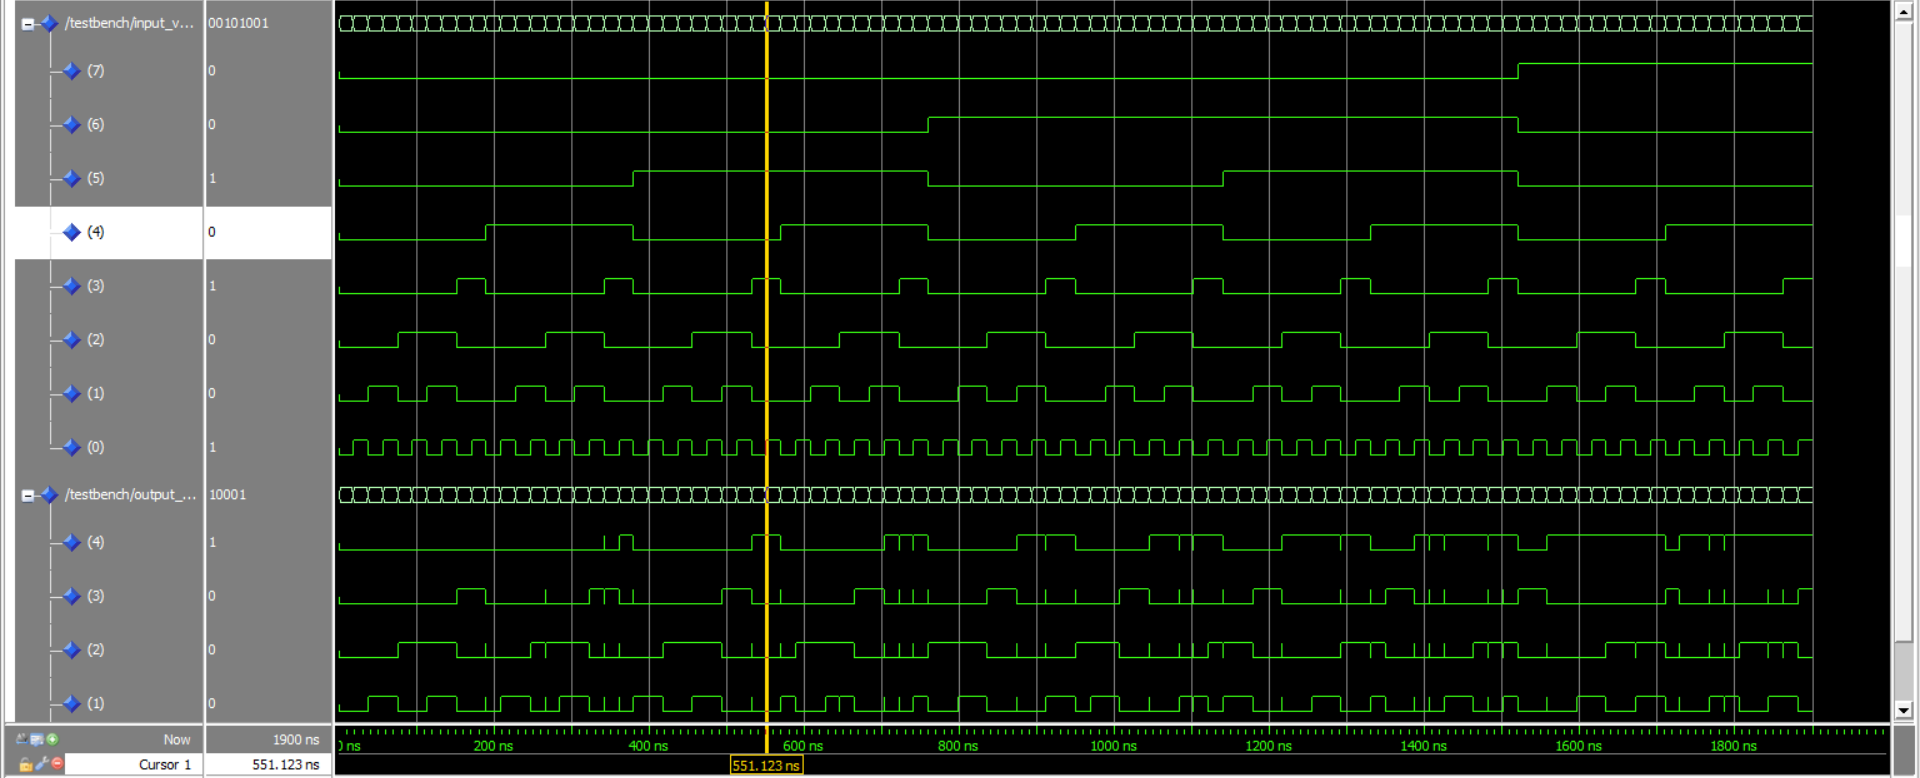 /testbench/input_v... 00101001
(7) 0
(6) 0
(5) 1
(4) 0
(3) 1
(2) 0
(1) 0
(0) 1
/testbench/output_... 10001
(4) 1
(3) 0
(2) 0
(1) 0
Now 1900 ns
ns 200 ns 400 ns 600 ns 800 ns 1000 ns 1200 ns 1400 ns 1600 ns 1800 ns
Cursor 1 551.123 ns
551.123 ns